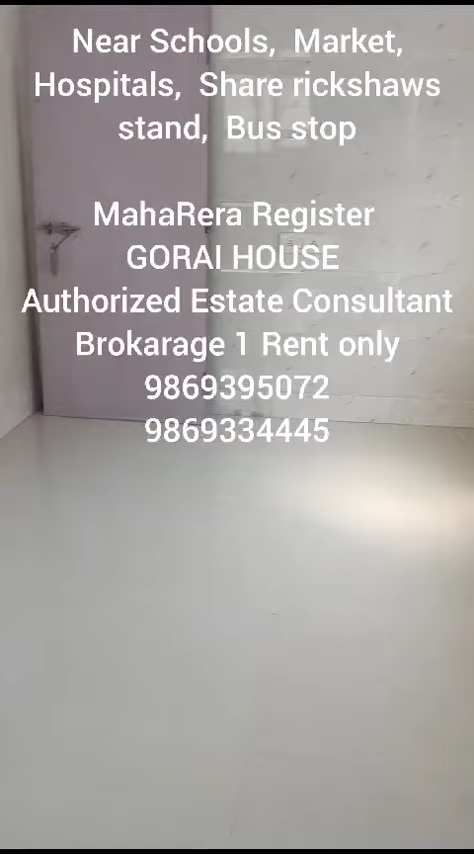 Near Schools,  Market,
Hospitals,  Share rickshaws
stand,  Bus stop
MahaRera Register
GORAI HOUSE
Authorized Estate Consultant
Brokarage 1 Rent only
9869395072
9869334445